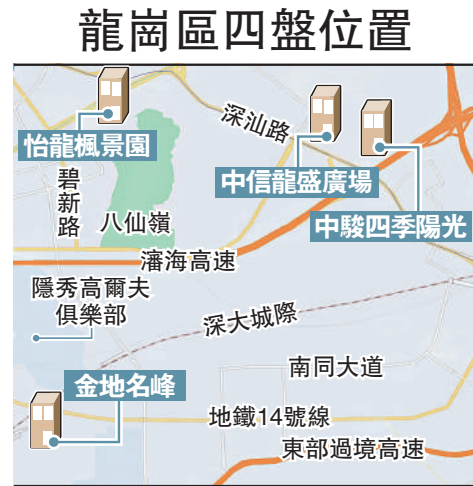 龍崗區四盤位置
深汕路
怡龍楓景園
中信龍盛廣場
碧新路
八仙嶺
中駿四季陽光
瀋海高速
隱秀高爾夫
俱樂部
深大城際
南同大道
金地名峰
地鐵14號線
東部過境高速